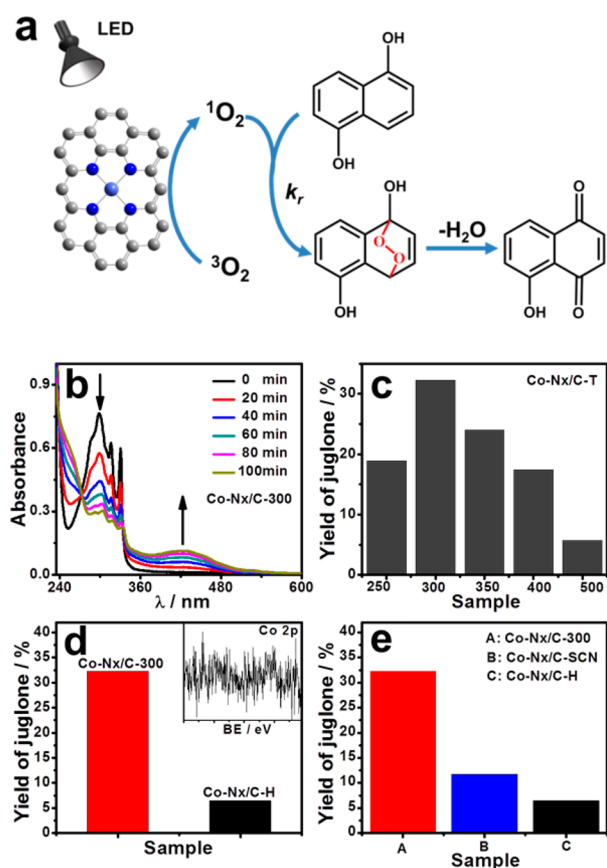 a
LED
¹O₂
³O₂
kᵣ
OH
OH
OH
O
O
OH
-H₂O
O
OH
O
b
Absorbance
0.9
0.6
0.3
0.0
240
360
480
600
λ / nm
0 min
20 min
40 min
60 min
80 min
100min
Co-Nx/C-300
c
Co-Nx/C-T
Yield of juglone / %
30
20
10
0
250
300
350
400
500
Sample
d
Yield of juglone / %
40
35
30
25
20
15
10
5
0
Co-Nx/C-300
Co-Nx/C-H
Co 2p
BE / eV
Sample
e
Yield of juglone / %
40
35
30
25
20
15
10
5
0
A: Co-Nx/C-300
B: Co-Nx/C-SCN
C: Co-Nx/C-H
A
B
C
Sample